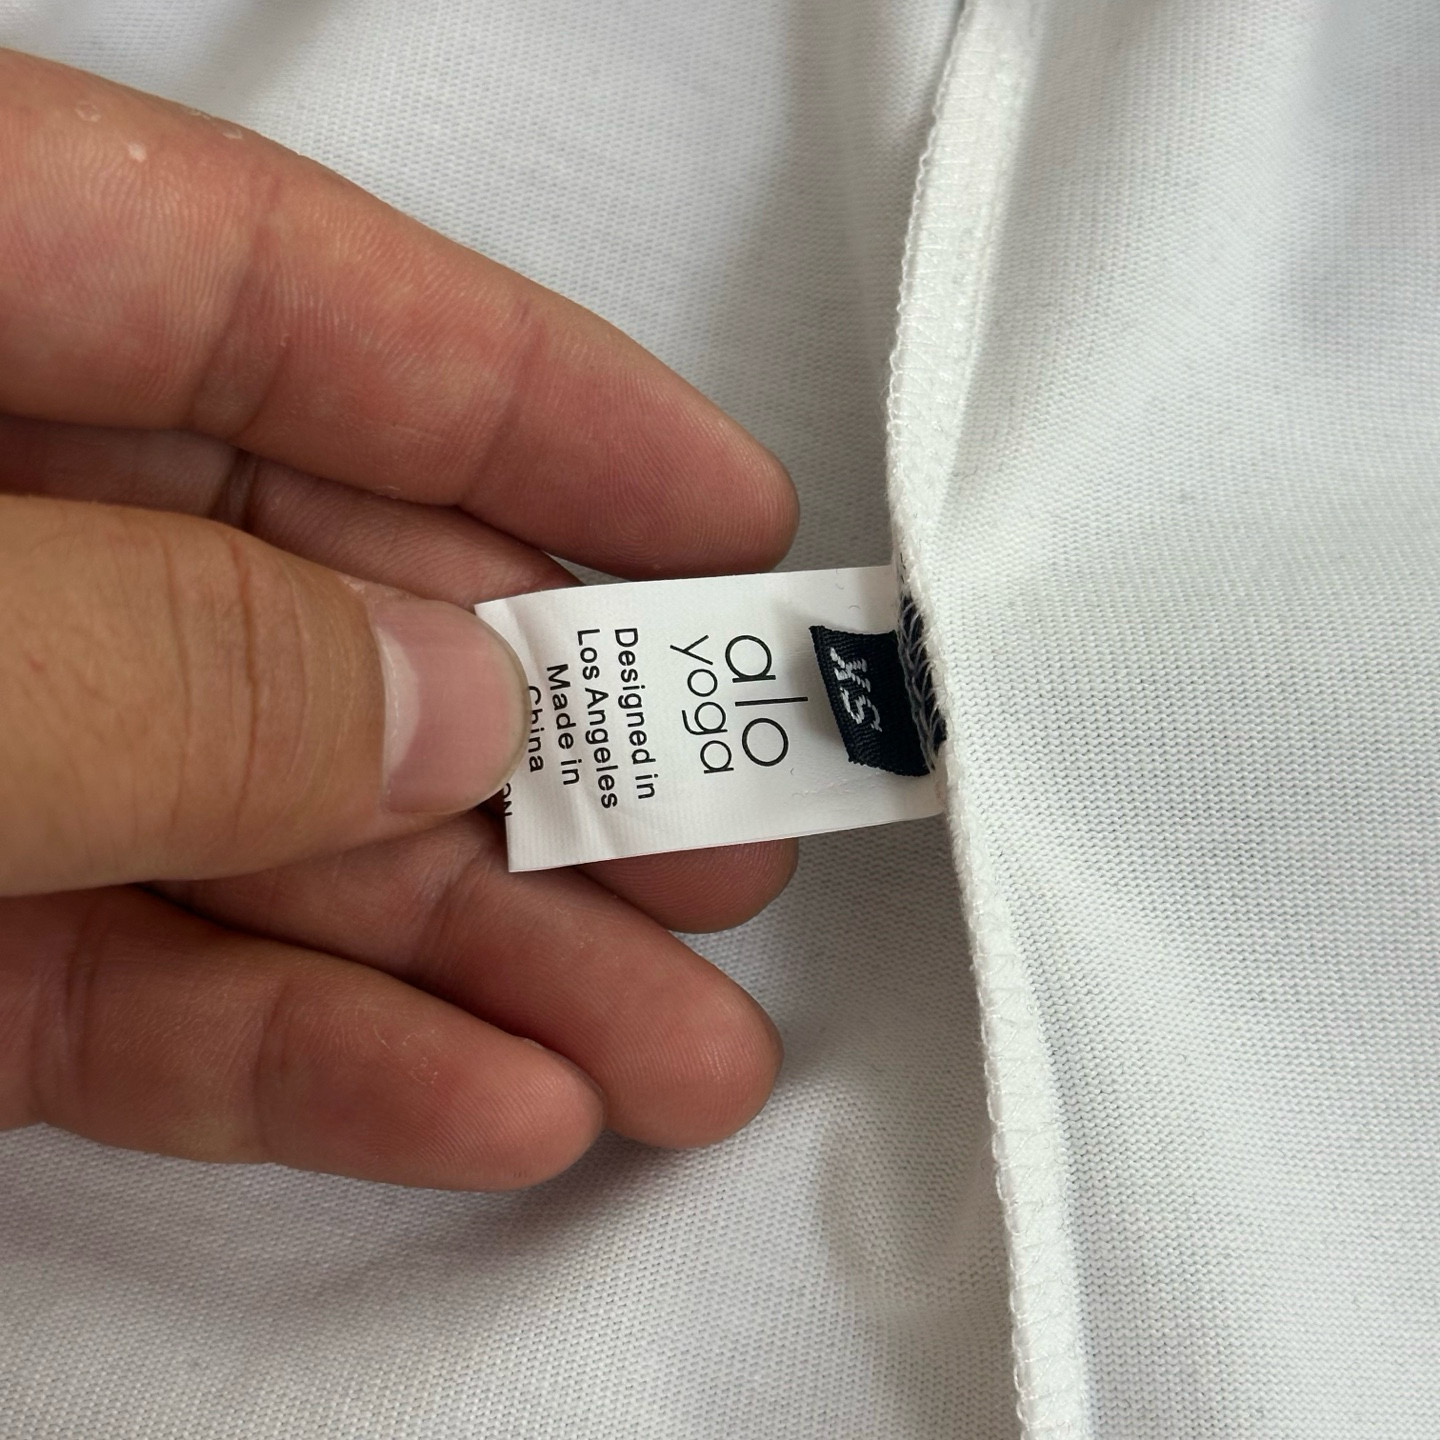 XS
alo
yoga
Designed in
Los Angeles
Made in
China